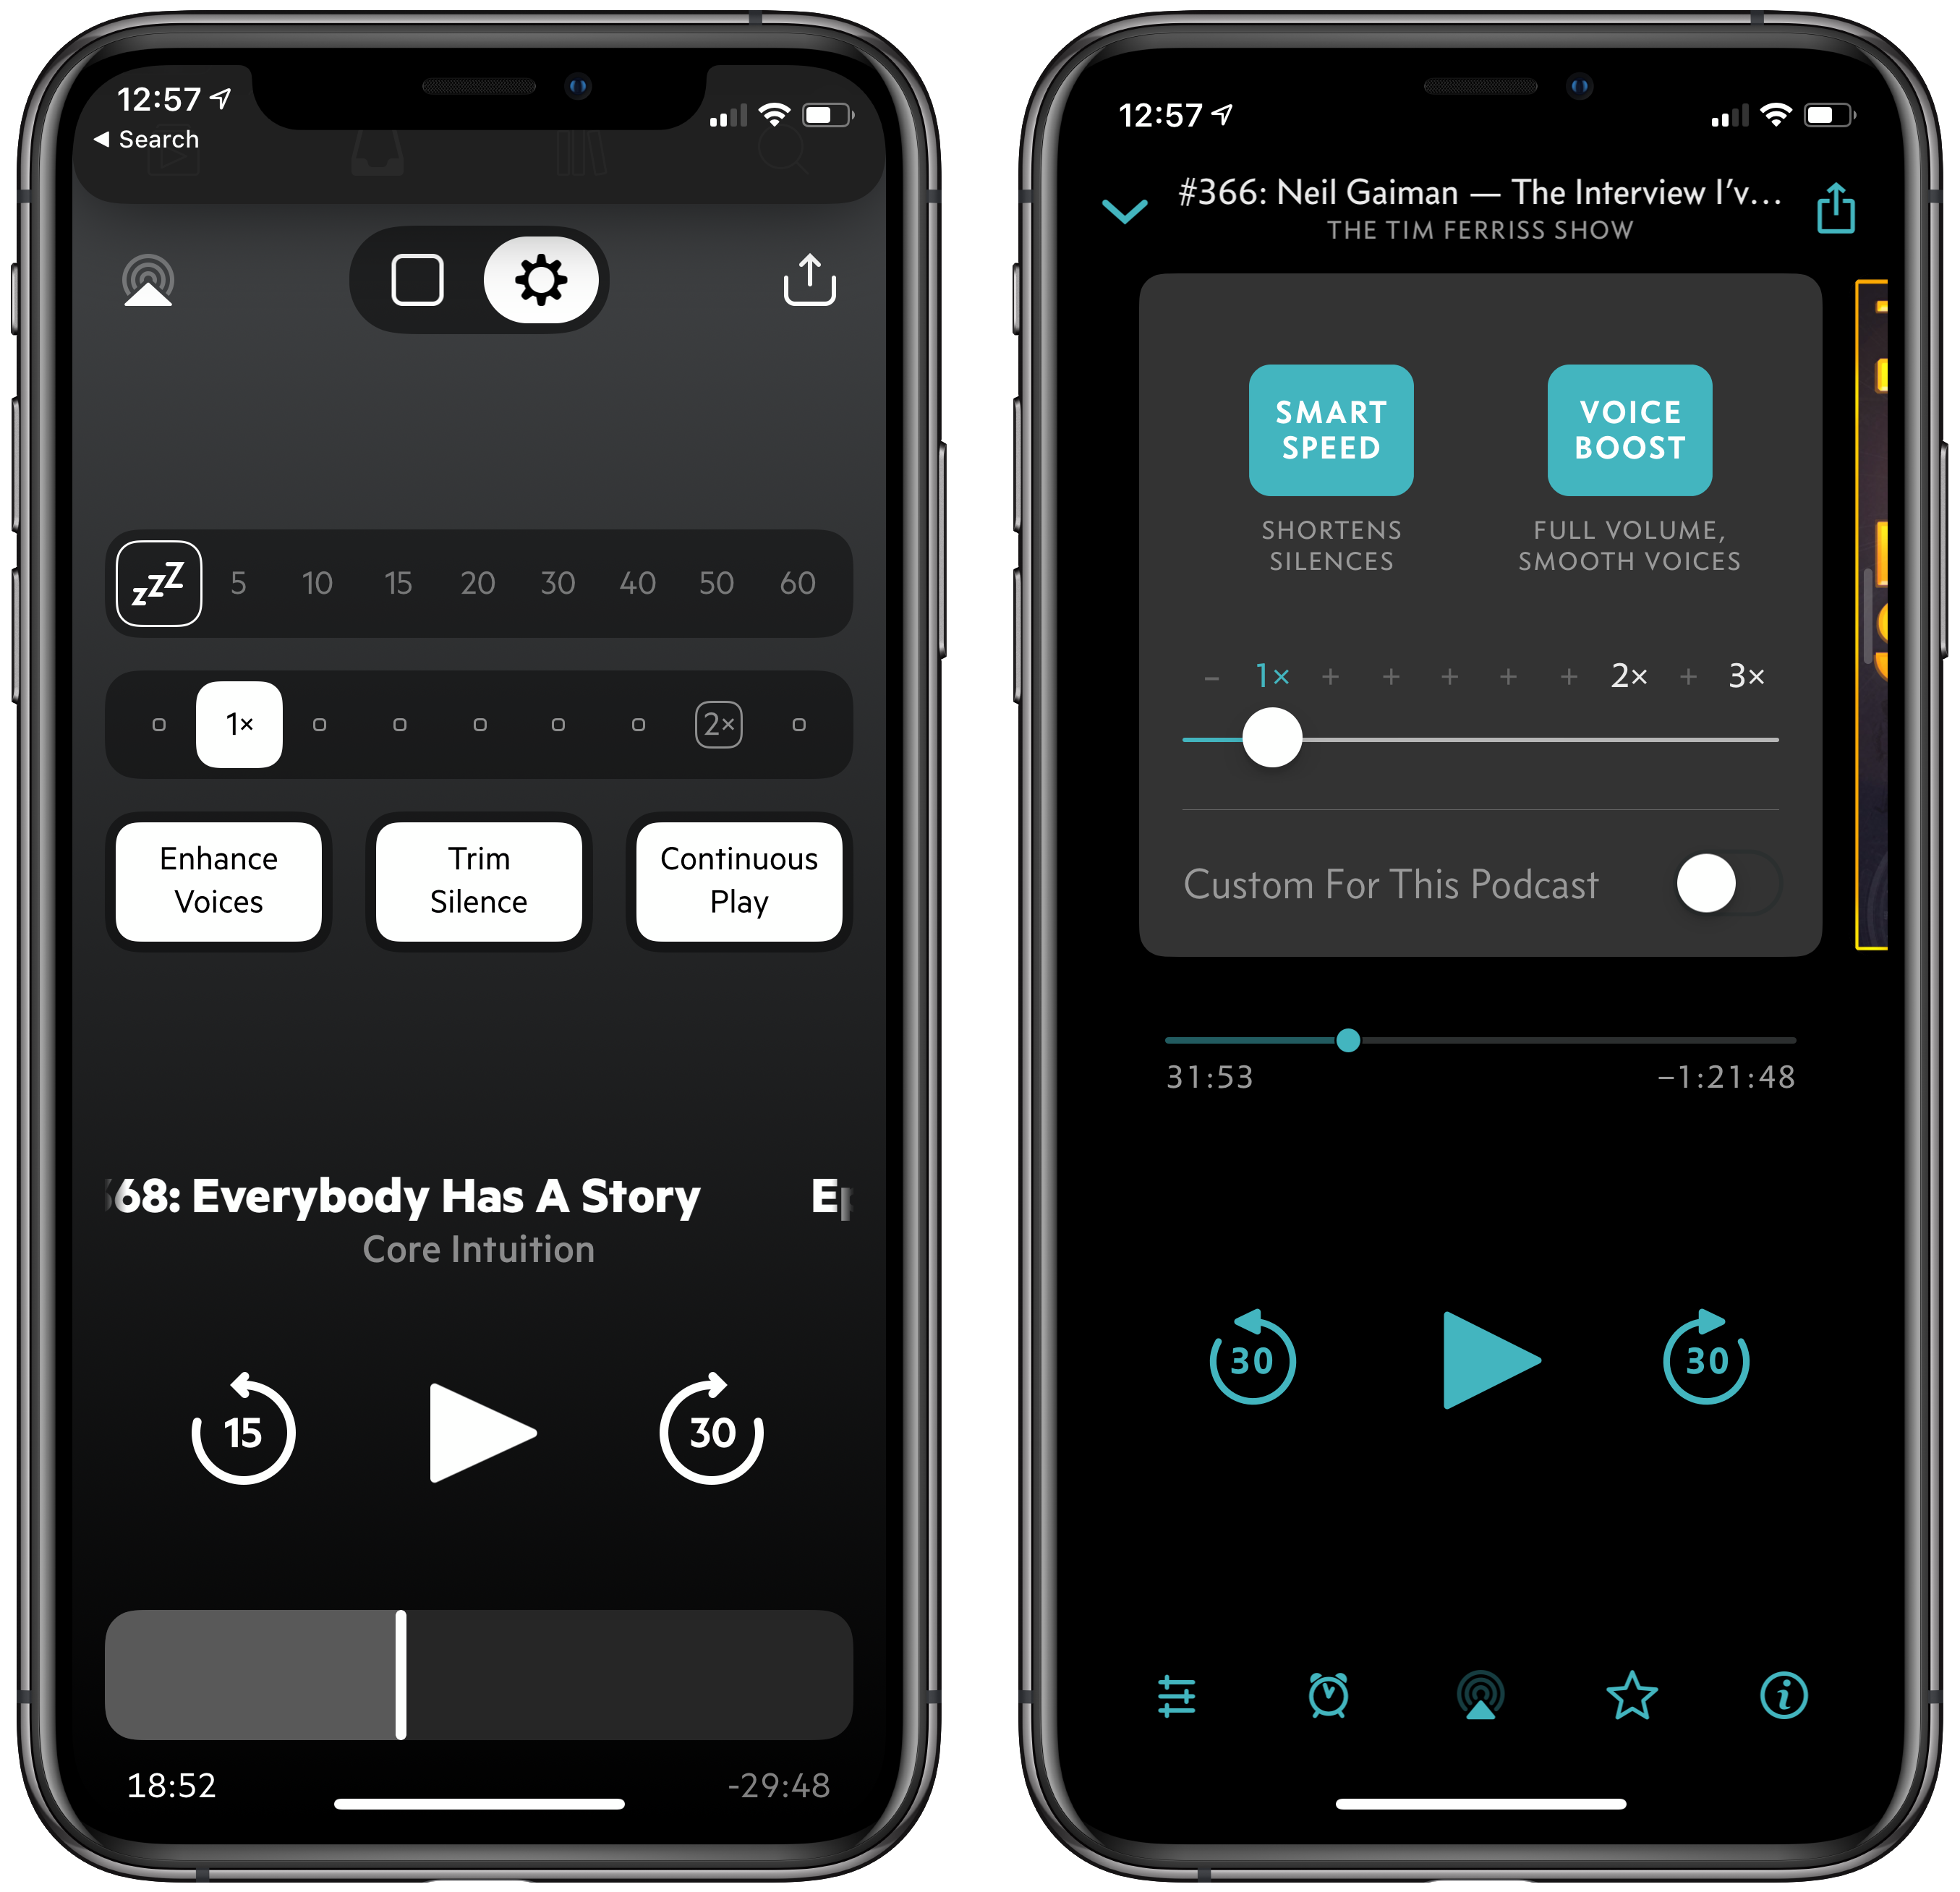 12:57
Search
5 10 15 20 30 40 50 60
zzZ
1× 2×
Enhance
Voices
Trim
Silence
Continuous
Play
68: Everybody Has A Story
Core Intuition
15
30
18:52
-29:48
12:57
#366: Neil Gaiman — The Interview I’v...
THE TIM FERRISS SHOW
SMART
SPEED
SHORTENS
SILENCES
VOICE
BOOST
FULL VOLUME,
SMOOTH VOICES
– 1× + + + + + 2× + 3×
Custom For This Podcast
31:53
–1:21:48
30
30